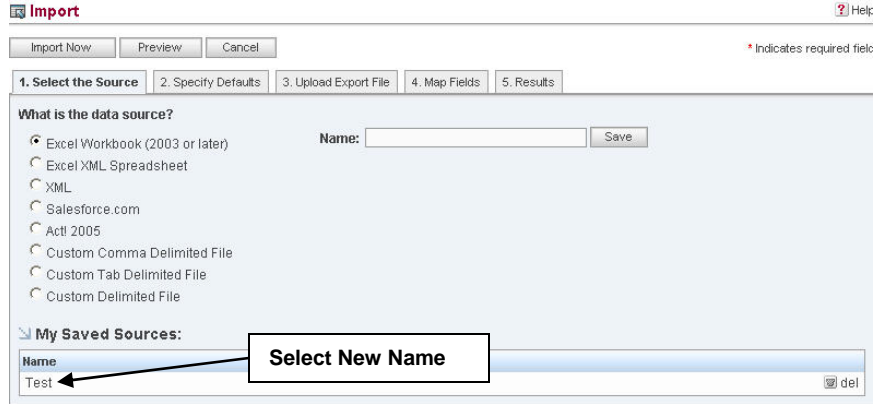 Import
? Help
Import Now Preview Cancel
* Indicates required field
1. Select the Source 2. Specify Defaults 3. Upload Export File 4. Map Fields 5. Results
What is the data source?
Excel Workbook (2003 or later) Name: Save
Excel XML Spreadsheet
XML
Salesforce.com
Act! 2005
Custom Comma Delimited File
Custom Tab Delimited File
Custom Delimited File
My Saved Sources:
Select New Name
Name
Test del